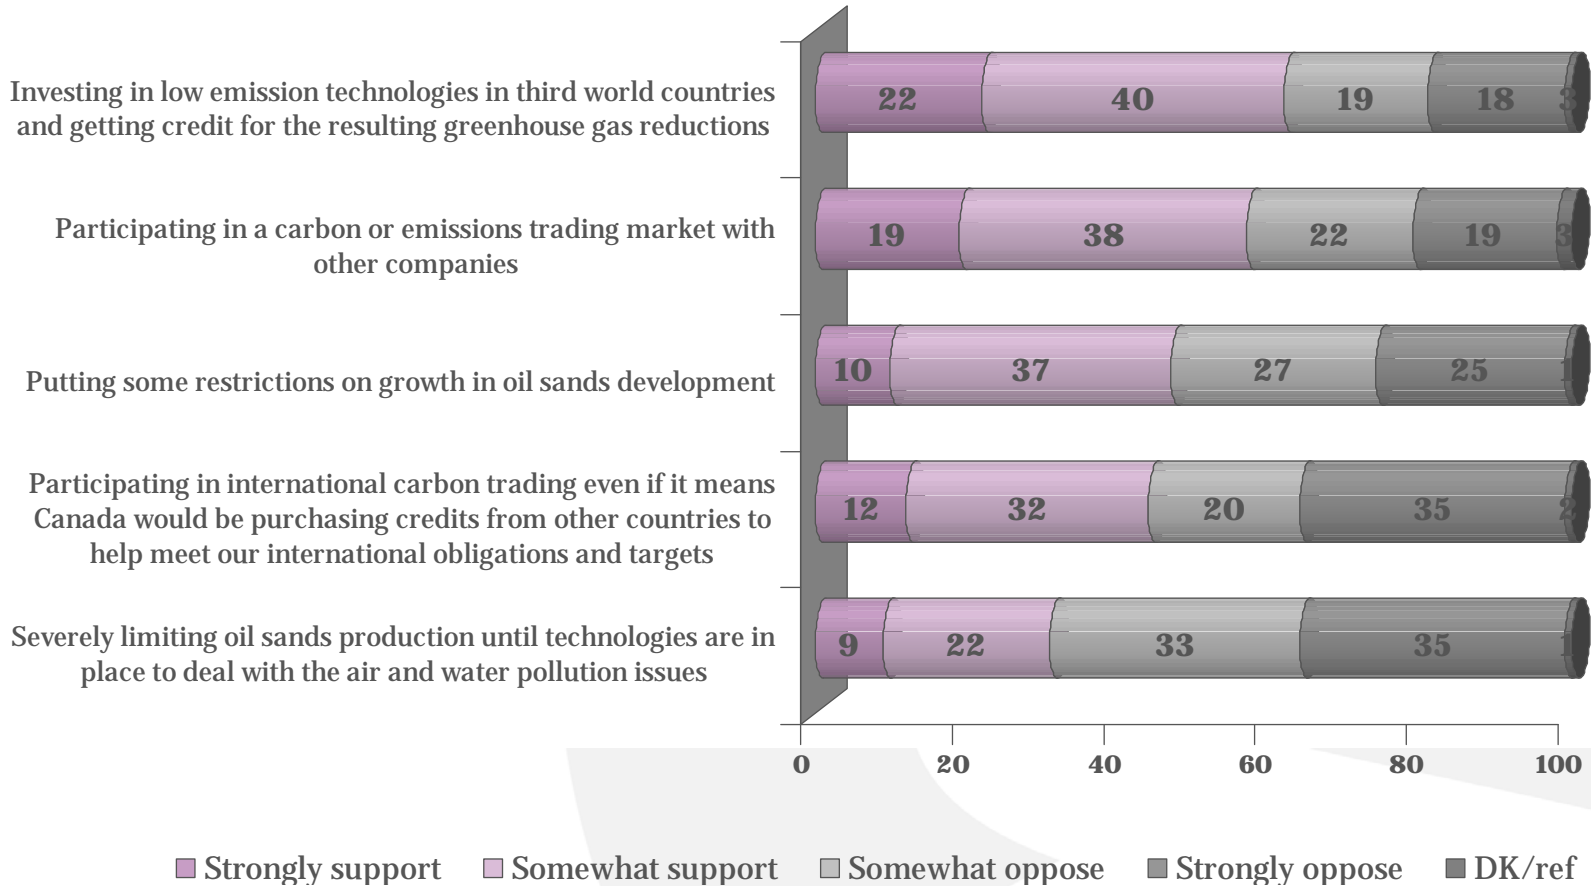 Investing in low emission technologies in third world countries
and getting credit for the resulting greenhouse gas reductions
22 40 19 18 3
Participating in a carbon or emissions trading market with
other companies
19 38 22 19 3
Putting some restrictions on growth in oil sands development
10 37 27 25 1
Participating in international carbon trading even if it means
Canada would be purchasing credits from other countries to
help meet our international obligations and targets
12 32 20 35 2
Severely limiting oil sands production until technologies are in
place to deal with the air and water pollution issues
9 22 33 35 1
0 20 40 60 80 100
Strongly support Somewhat support Somewhat oppose Strongly oppose DK/ref